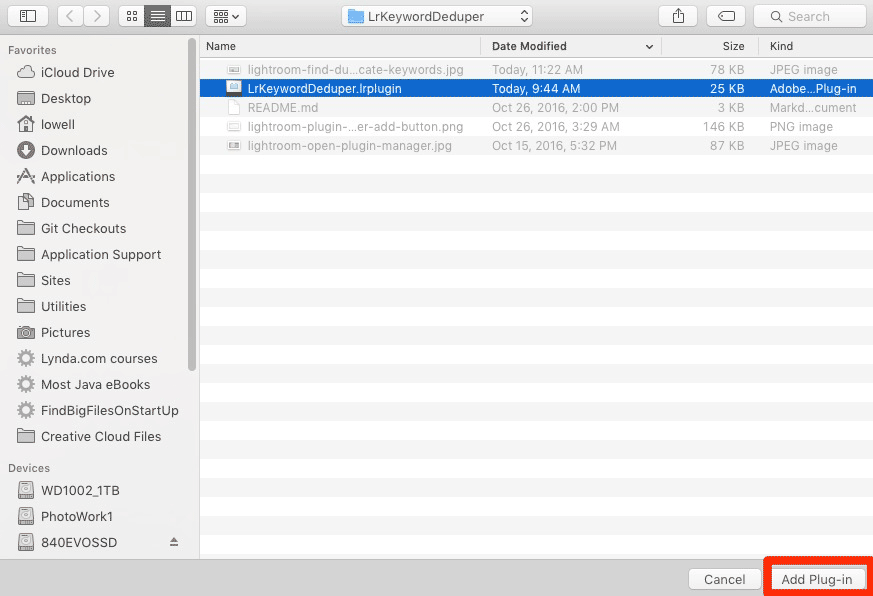 LrKeywordDeduper
Search
Favorites
iCloud Drive
Desktop
lowell
Downloads
Applications
Documents
Git Checkouts
Application Support
Sites
Utilities
Pictures
Lynda.com courses
Most Java eBooks
FindBigFilesOnStartUp
Creative Cloud Files
Devices
WD1002_1TB
PhotoWork1
840EVOSSD
Name Date Modified Size Kind
lightroom-find-du...cate-keywords.jpg Today, 11:22 AM 78 KB JPEG image
LrKeywordDeduper.lrplugin Today, 9:44 AM 25 KB Adobe...Plug-in
README.md Oct 26, 2016, 2:00 PM 3 KB Markd...cument
lightroom-plugin-...er-add-button.png Oct 26, 2016, 3:29 AM 146 KB PNG image
lightroom-open-plugin-manager.jpg Oct 15, 2016, 5:32 PM 87 KB JPEG image
Cancel Add Plug-in